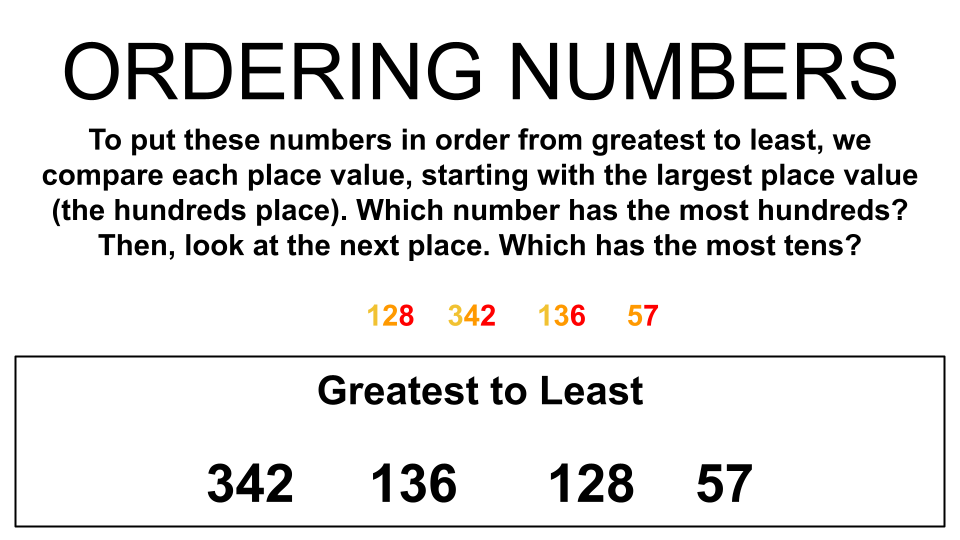 ORDERING NUMBERS
To put these numbers in order from greatest to least, we
compare each place value, starting with the largest place value
(the hundreds place). Which number has the most hundreds?
Then, look at the next place. Which has the most tens?
128 342 136 57
Greatest to Least
342 136 128 57